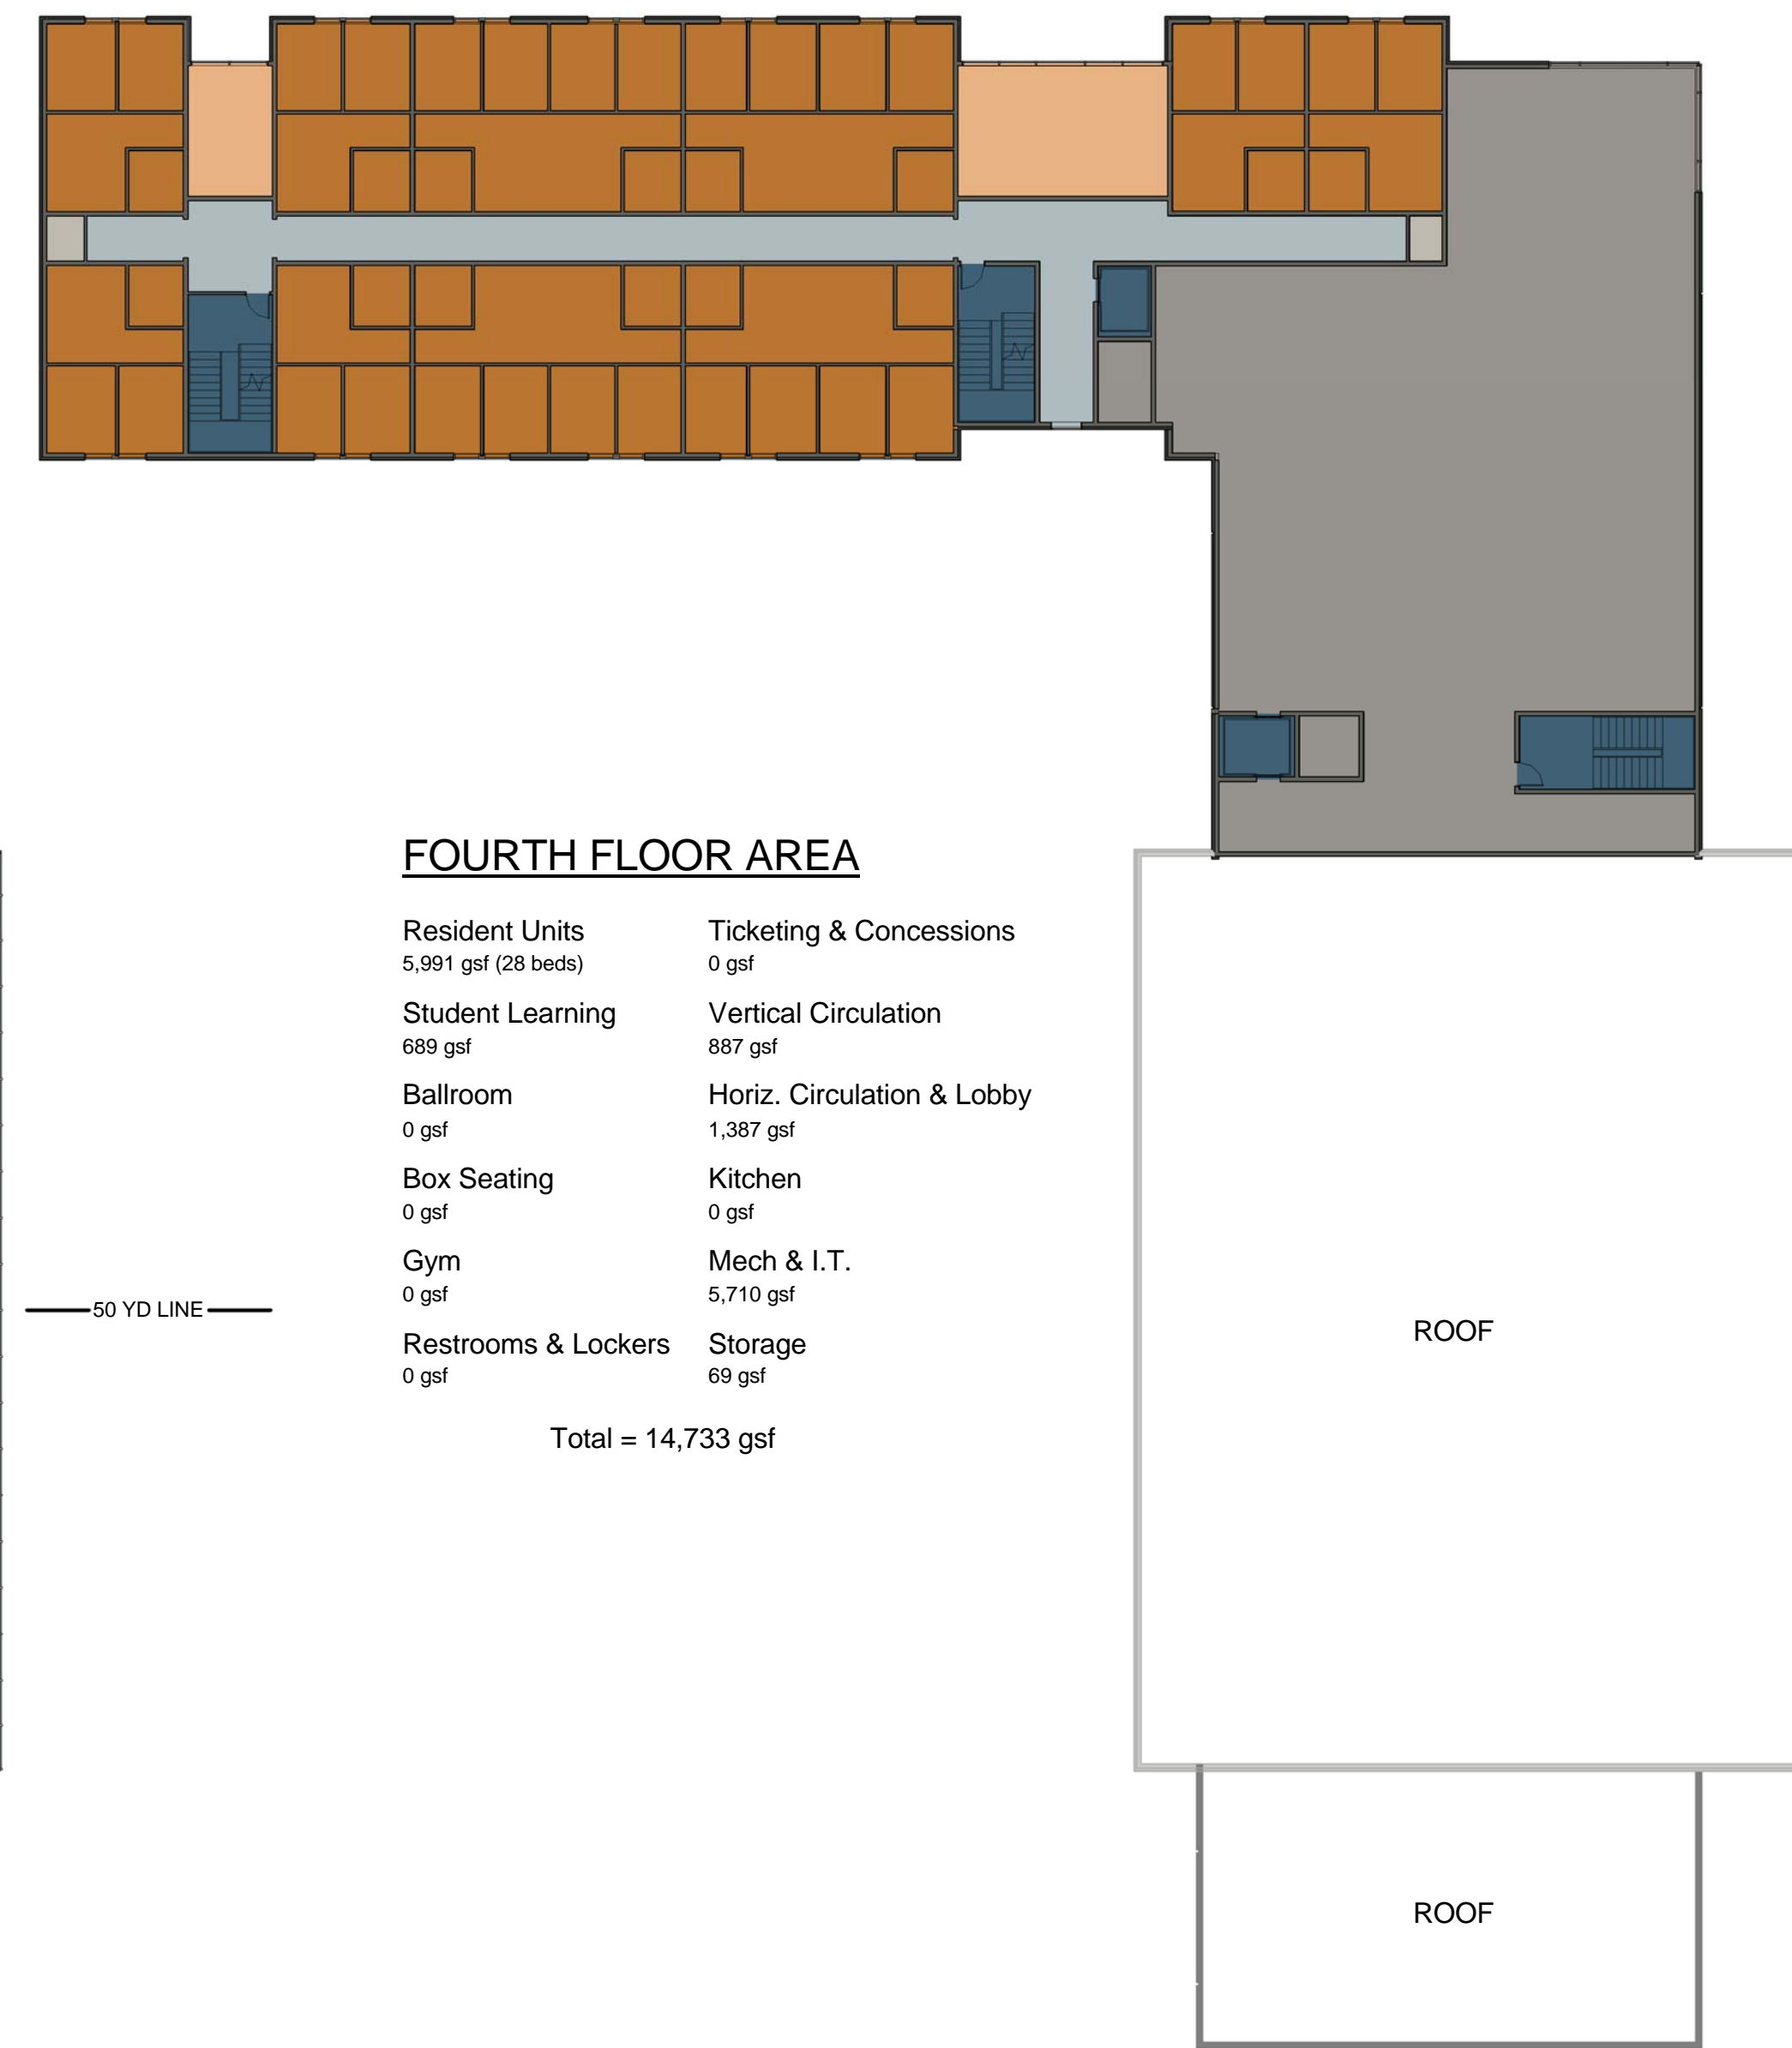 FOURTH FLOOR AREA
Resident Units
5,991 gsf (28 beds)
Student Learning
689 gsf
Ballroom
0 gsf
Box Seating
0 gsf
Gym
0 gsf
Restrooms & Lockers
0 gsf
Ticketing & Concessions
0 gsf
Vertical Circulation
887 gsf
Horiz. Circulation & Lobby
1,387 gsf
Kitchen
0 gsf
Mech & I.T.
5,710 gsf
Storage
69 gsf
Total = 14,733 gsf
50 YD LINE
ROOF
ROOF